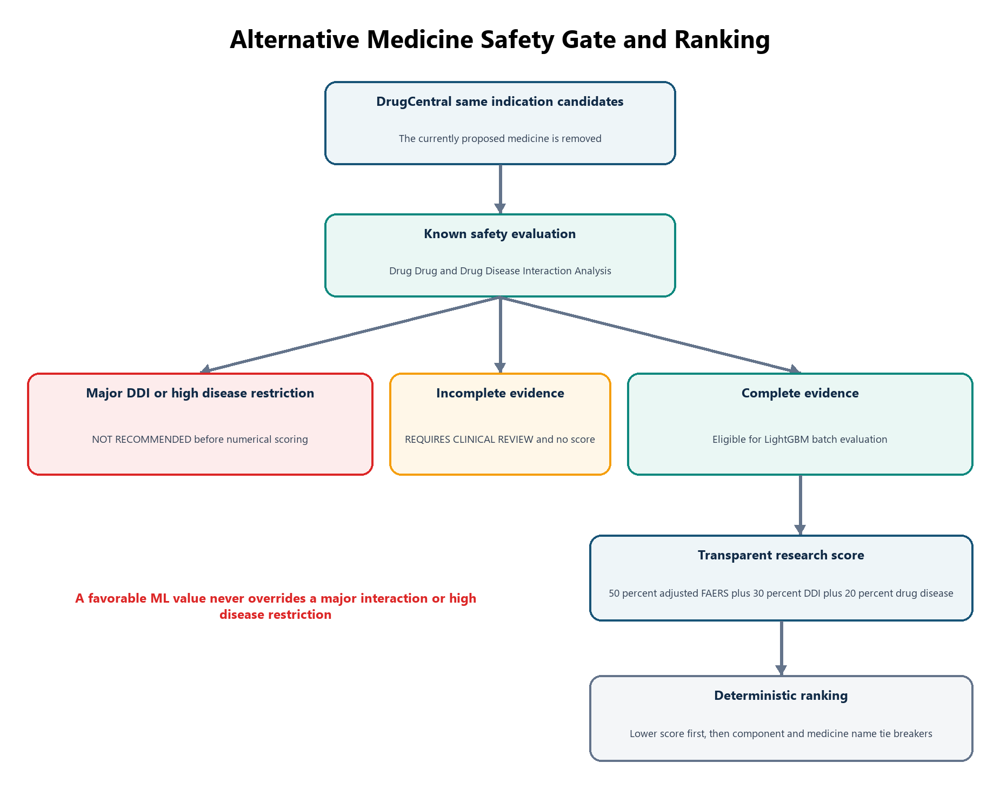 Alternative Medicine Safety Gate and Ranking
DrugCentral same indication candidates
The currently proposed medicine is removed
Known safety evaluation
Drug Drug and Drug Disease Interaction Analysis
Major DDI or high disease restriction
NOT RECOMMENDED before numerical scoring
Incomplete evidence
REQUIRES CLINICAL REVIEW and no score
Complete evidence
Eligible for LightGBM batch evaluation
Transparent research score
50 percent adjusted FAERS plus 30 percent DDI plus 20 percent drug disease
A favorable ML value never overrides a major interaction or high
disease restriction
Deterministic ranking
Lower score first, then component and medicine name tie breakers